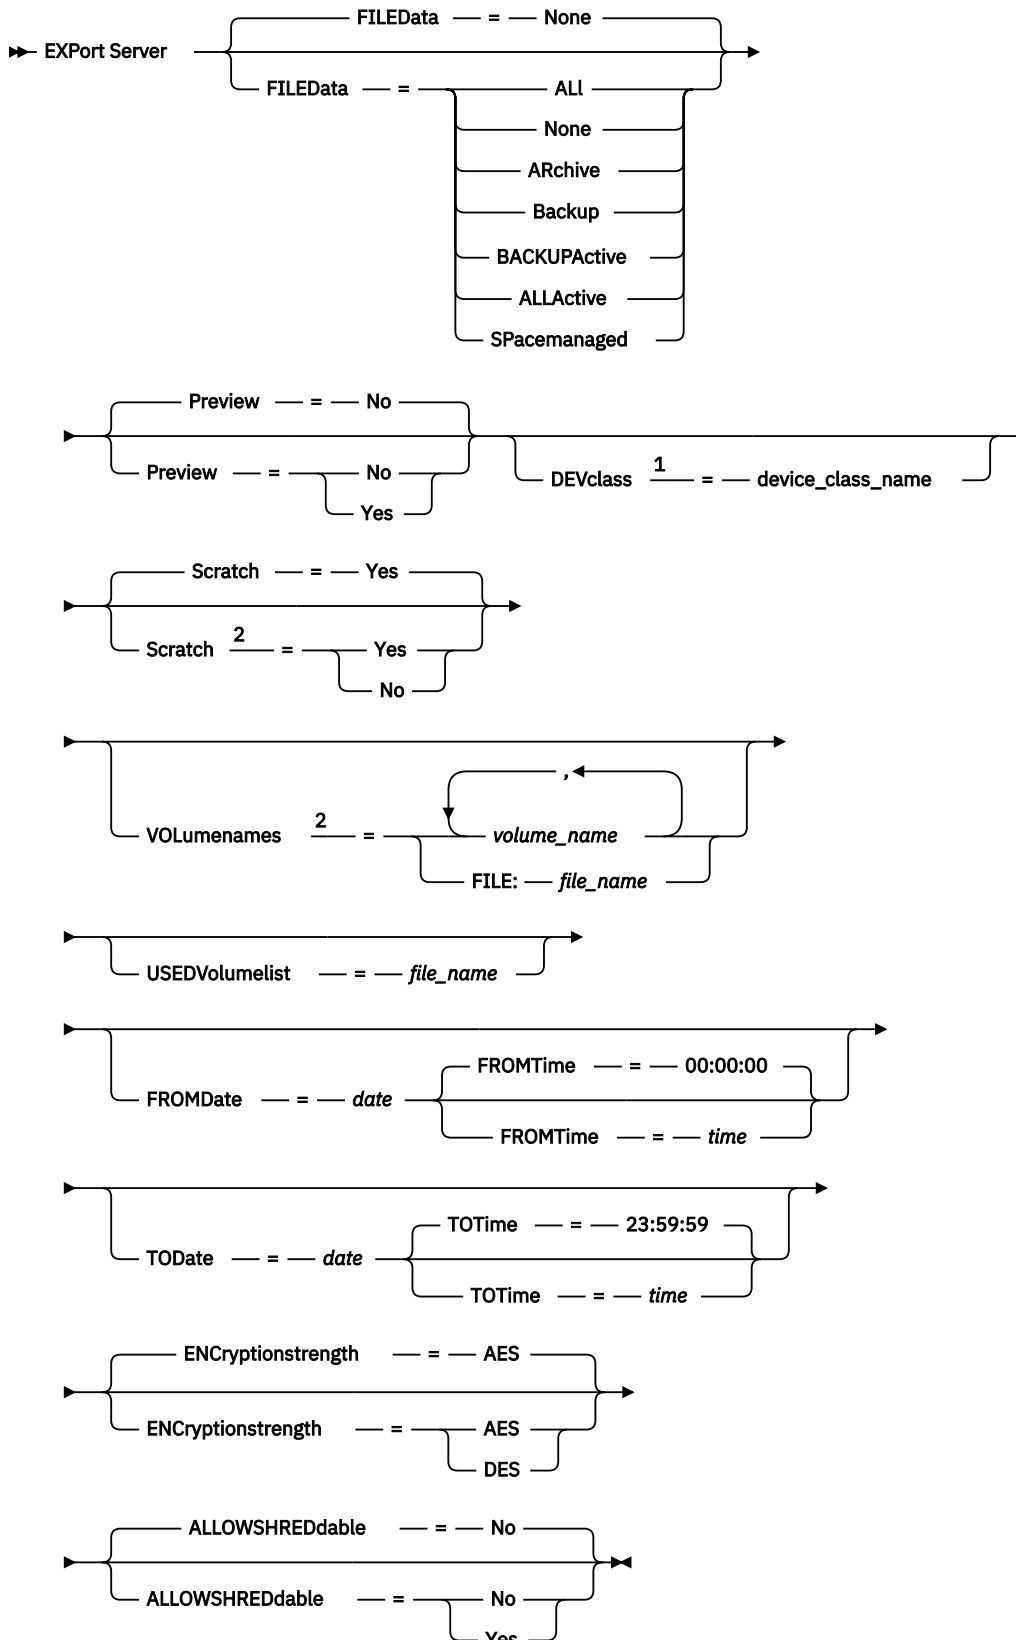 FILEData = None
EXPort Server
FILEData = ALl
None
ARchive
Backup
BACKUPActive
ALLActive
SPacemanaged
Preview = No
Preview = No
Yes
DEVclass 1 = device_class_name
Scratch = Yes
Scratch 2 = Yes
No
,
VOLumenames 2 = volume_name
FILE: file_name
USEDVolumelist = file_name
FROMTime = 00:00:00
FROMDate = date
FROMTime = time
TOTime = 23:59:59
TODate = date
TOTime = time
ENCryptionstrength = AES
ENCryptionstrength = AES
DES
ALLOWSHREDdable = No
ALLOWSHREDdable = No
Yes